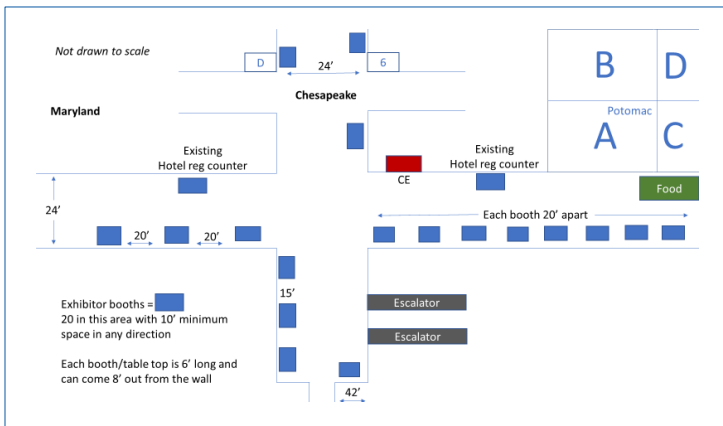 Not drawn to scale
D
24’
6
Chesapeake
Maryland
B
D
Potomac
A
C
Existing
Hotel reg counter
CE
Existing
Hotel reg counter
Food
24’
Each booth 20’ apart
20’
20’
15’
Exhibitor booths =
20 in this area with 10’ minimum
space in any direction
Each booth/table top is 6’ long and
can come 8’ out from the wall
Escalator
Escalator
42’